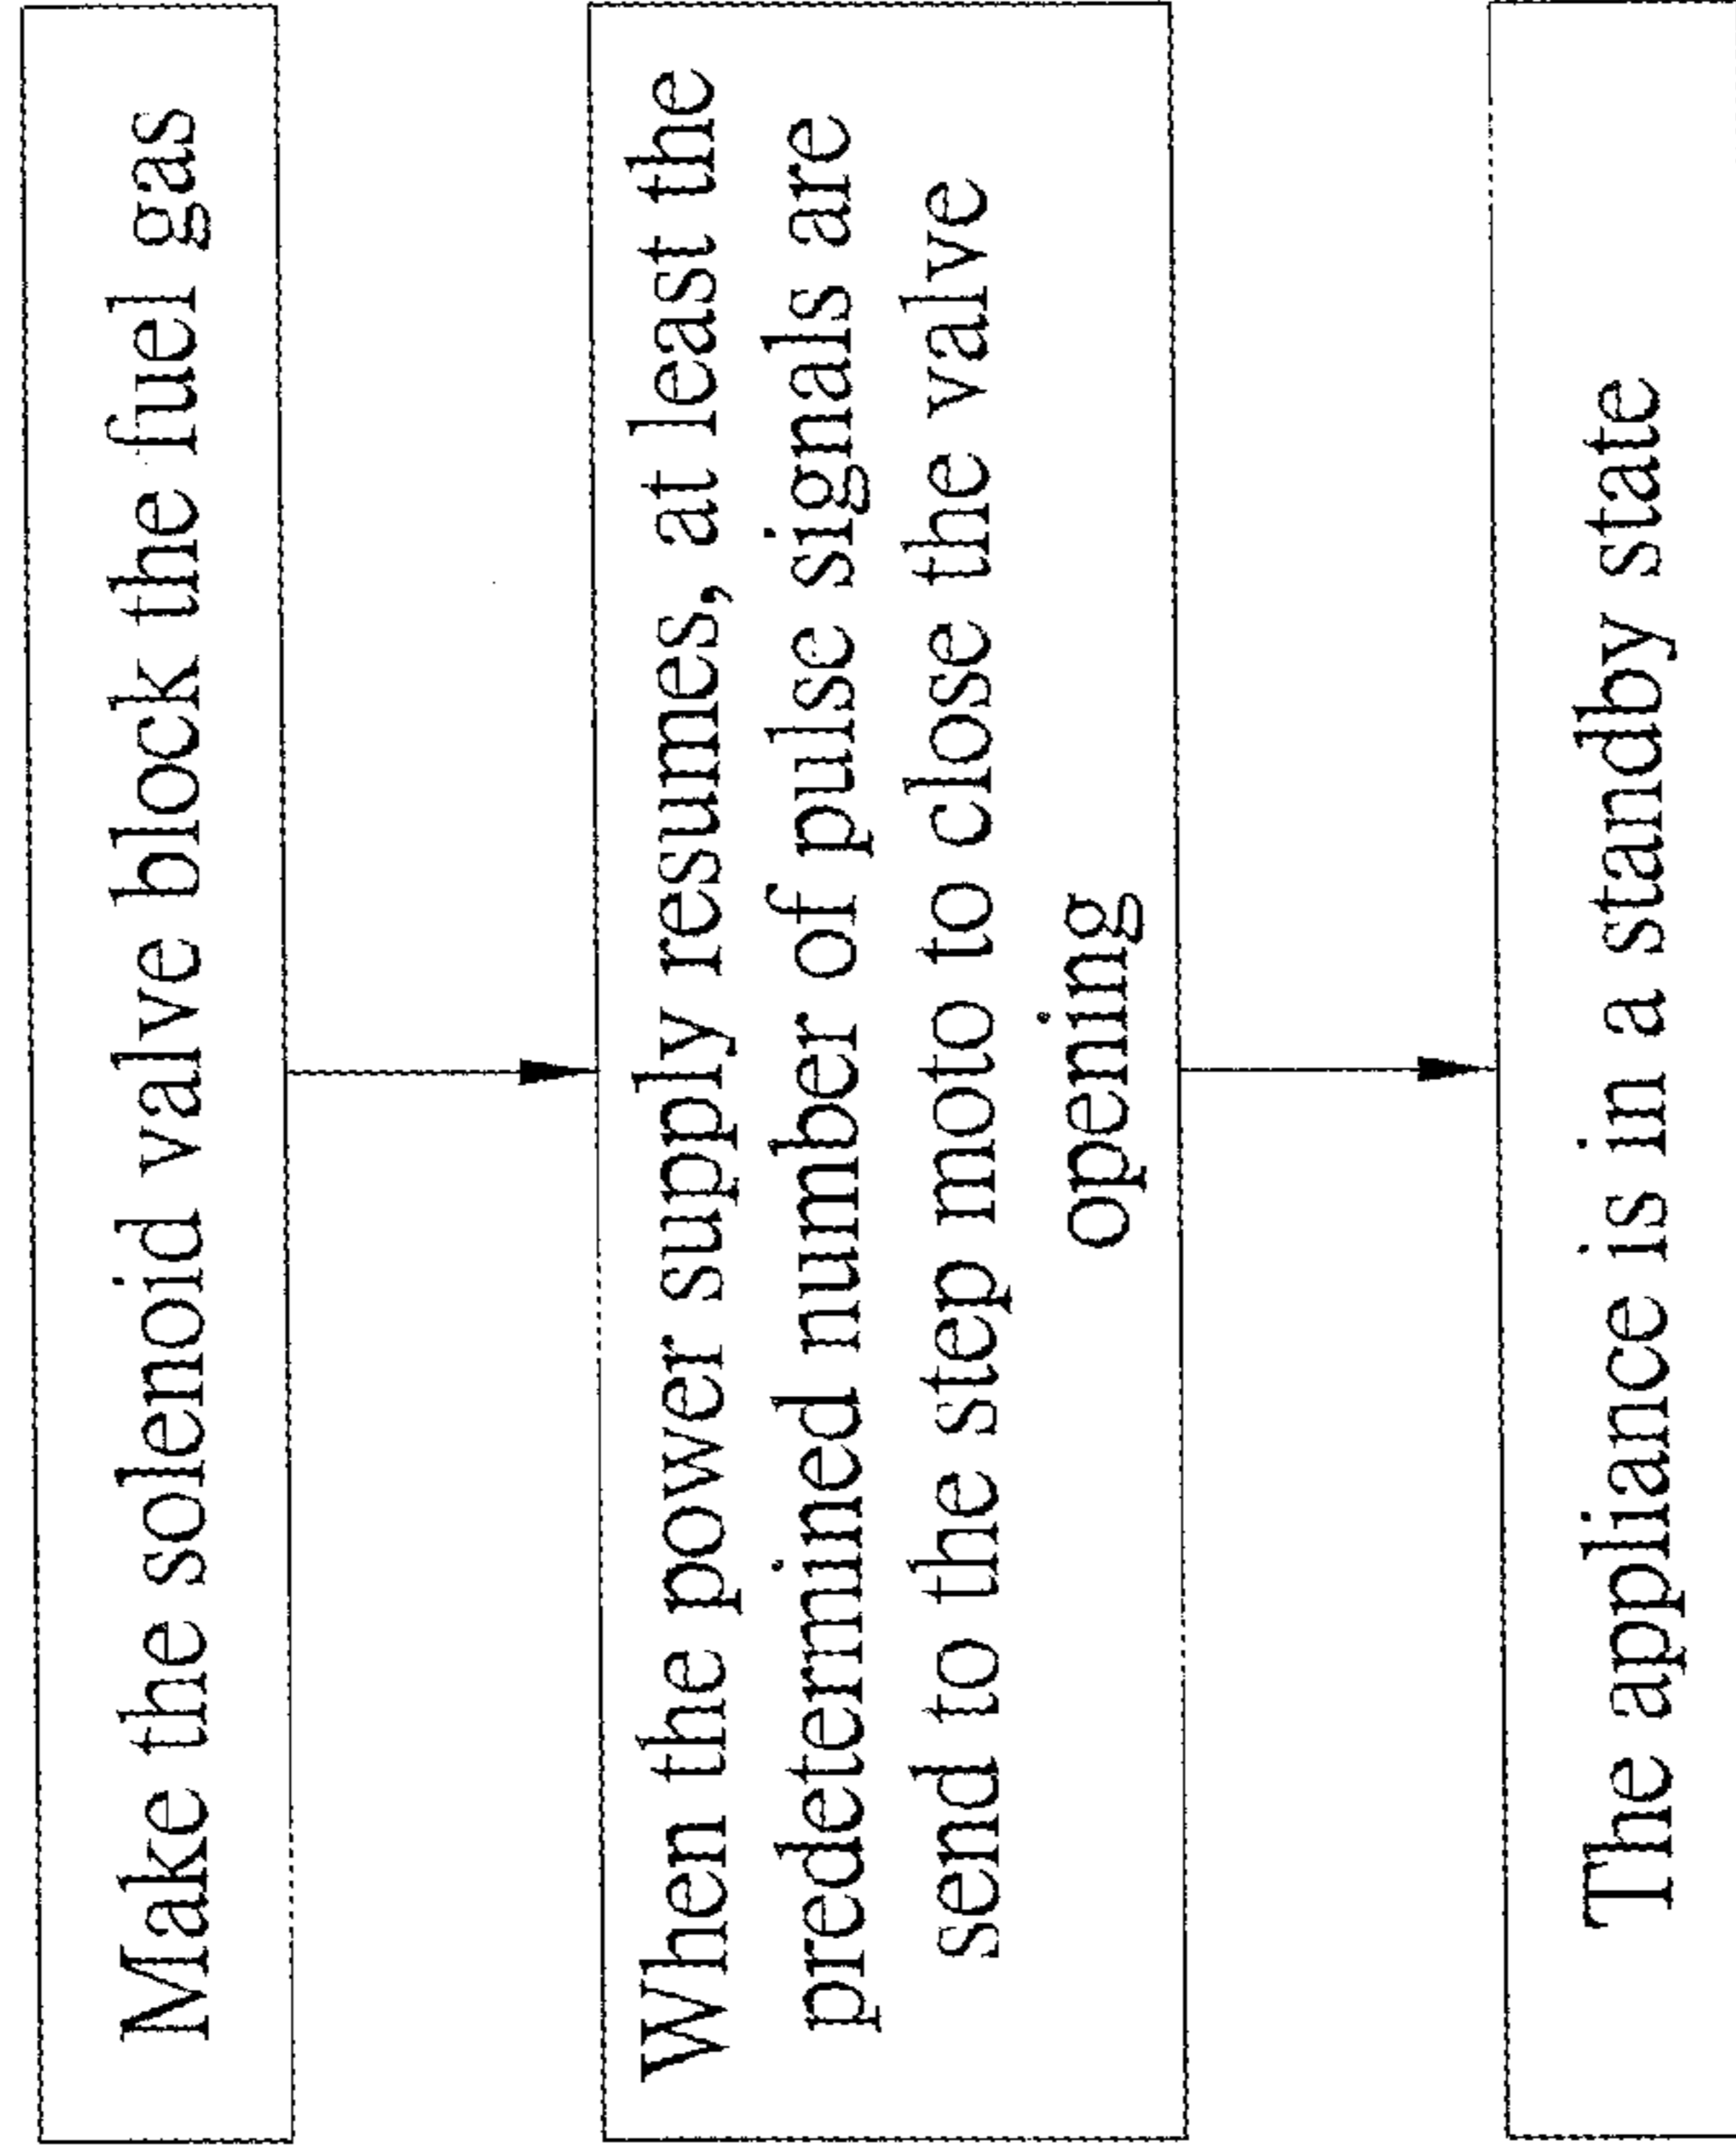 Make the solenoid valve block the fuel gas
When the power supply resumes, at least the
predetermined number of pulse signals are
send to the step moto to close the valve
opening
The appliance is in a standby state